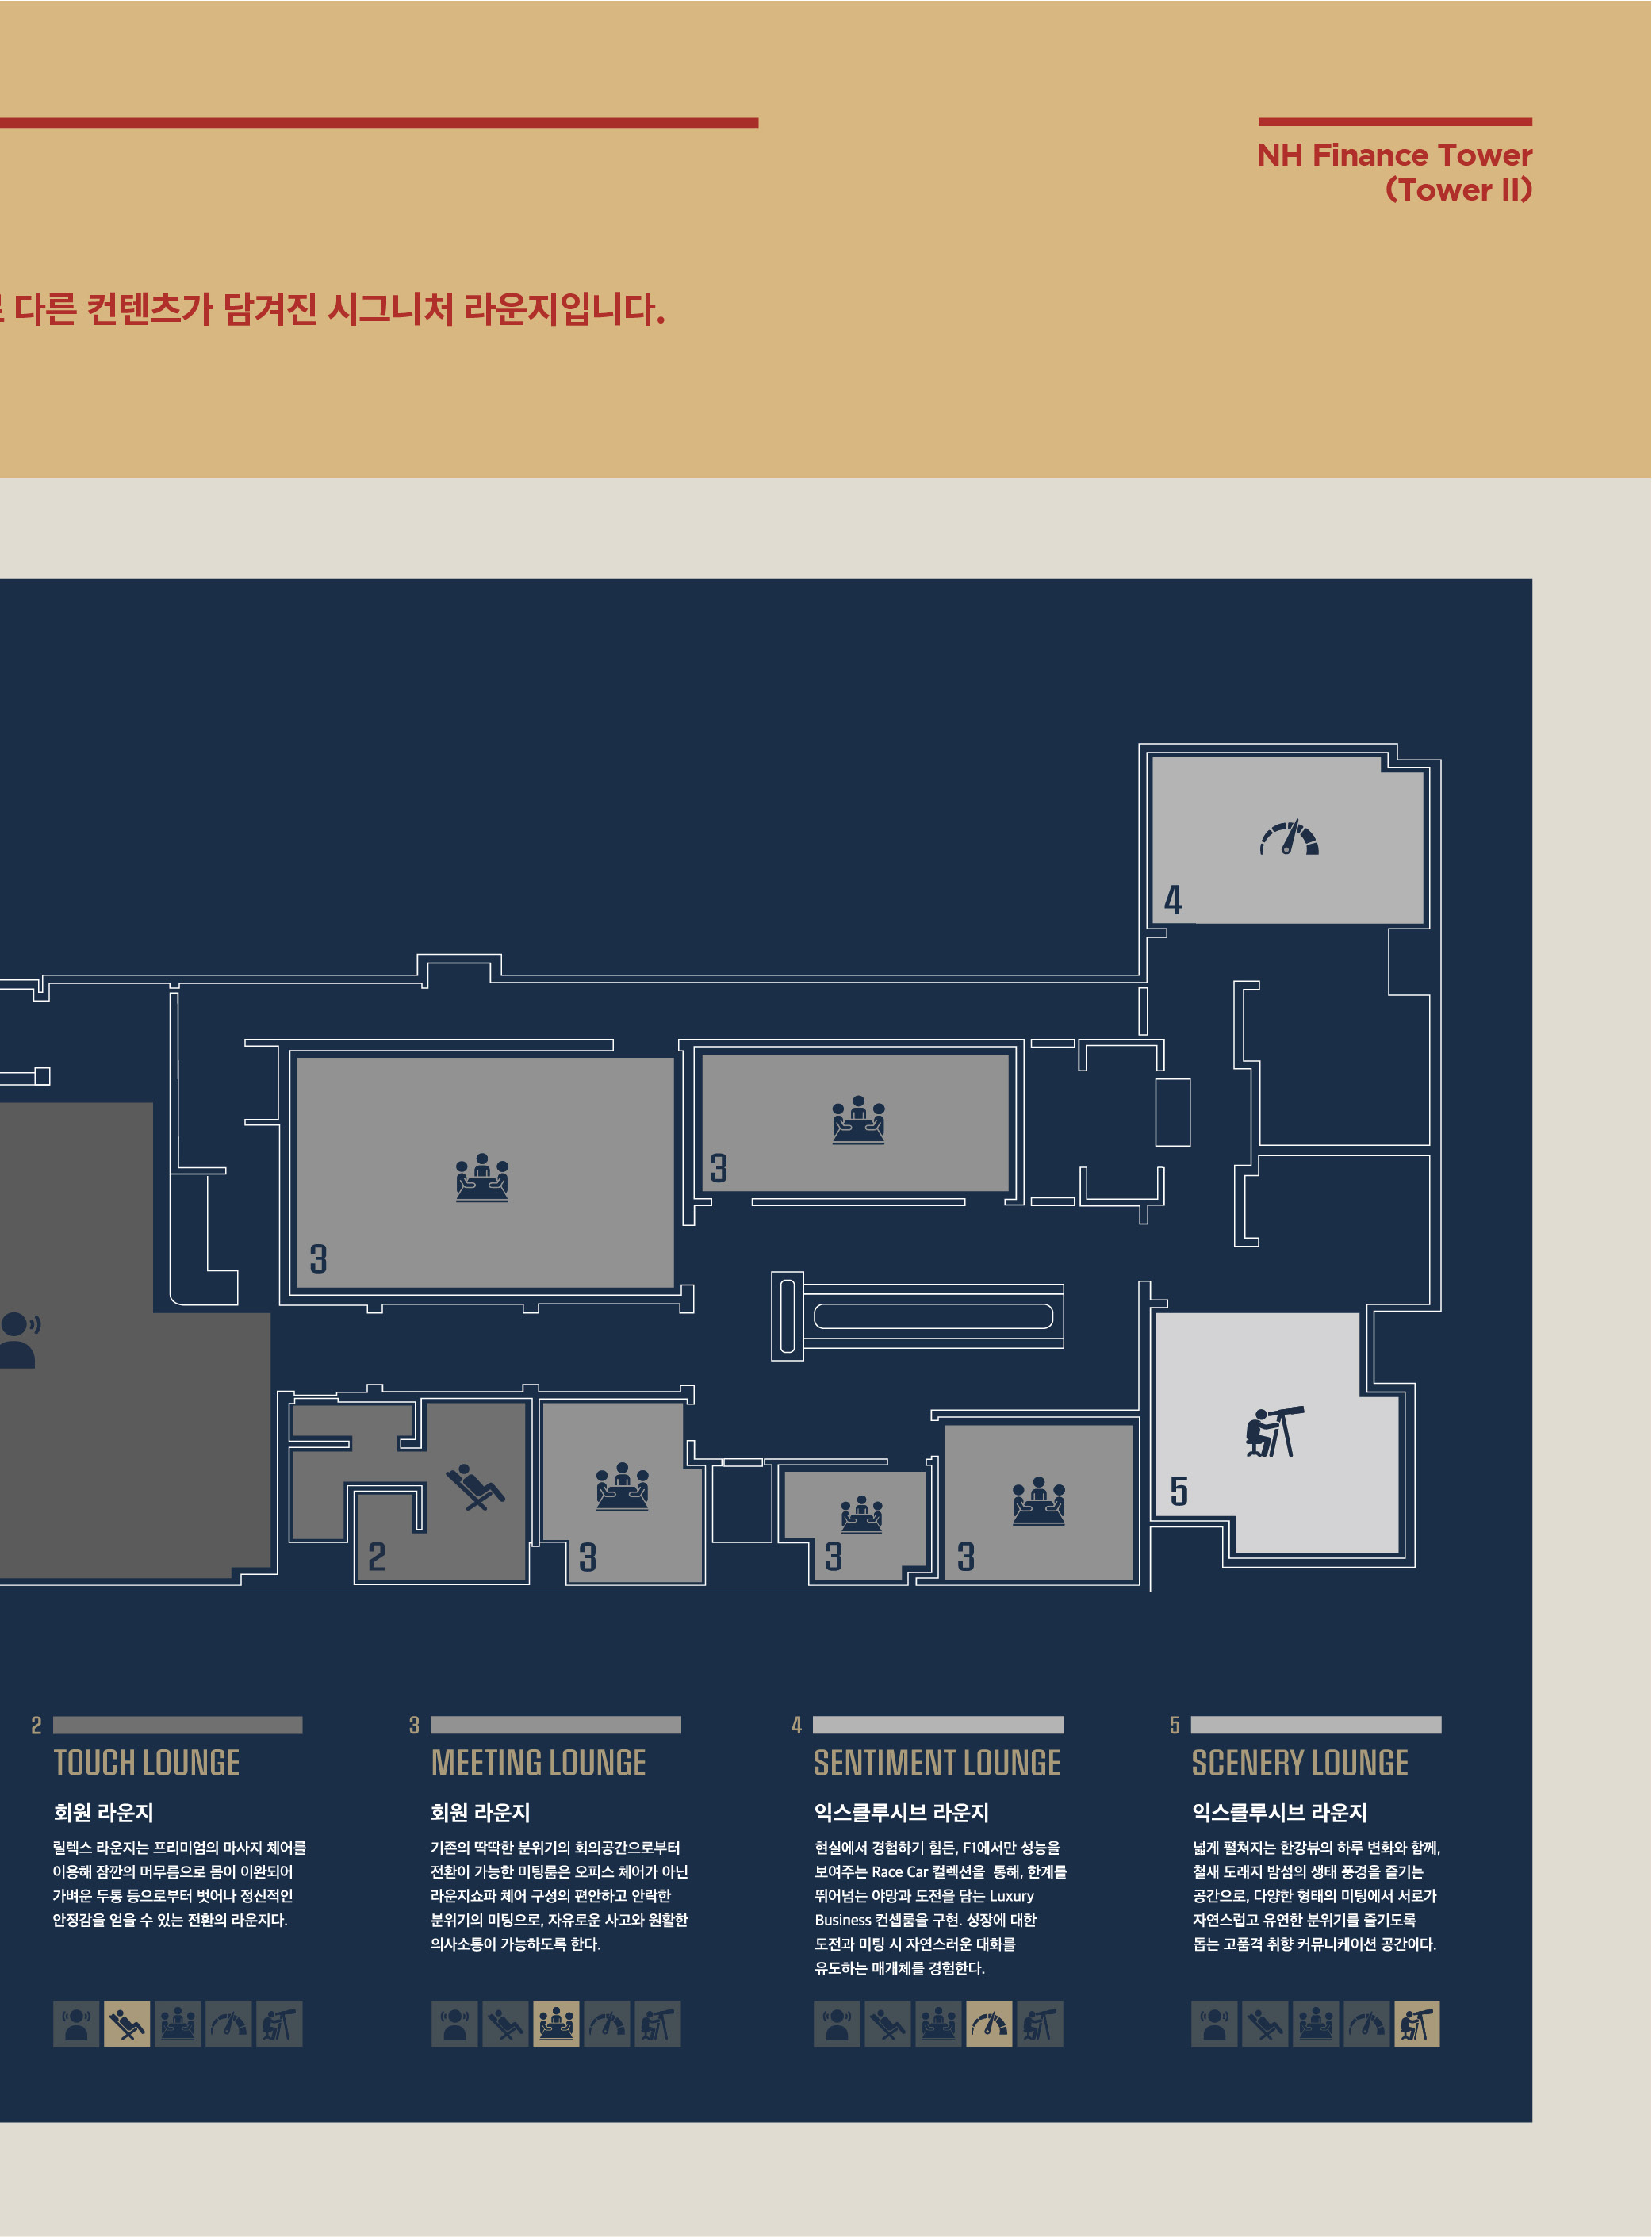 NH Finance Tower
(Tower II)
다른 컨텐츠가 담겨진 시그니처 라운지입니다.
4
3
3
5
2
3
3
3
2
TOUCH LOUNGE
회원 라운지
릴렉스 라운지는 프리미엄의 마사지 체어를
이용해 잠깐의 머무름으로 몸이 이완되어
가벼운 두통 등으로부터 벗어나 정신적인
안정감을 얻을 수 있는 전환의 라운지다.
3
MEETING LOUNGE
회원 라운지
기존의 딱딱한 분위기의 회의공간으로부터
전환이 가능한 미팅룸은 오피스 체어가 아닌
라운지쇼파 체어 구성의 편안하고 안락한
분위기의 미팅으로, 자유로운 사고와 원활한
의사소통이 가능하도록 한다.
4
SENTIMENT LOUNGE
익스클루시브 라운지
현실에서 경험하기 힘든, F1에서만 성능을
보여주는 Race Car 컬렉션을 통해, 한계를
뛰어넘는 야망과 도전을 담는 Luxury
Business 컨셉룸을 구현. 성장에 대한
도전과 미팅 시 자연스러운 대화를
유도하는 매개체를 경험한다.
5
SCENERY LOUNGE
익스클루시브 라운지
넓게 펼쳐지는 한강뷰의 하루 변화와 함께,
철새 도래지 밤섬의 생태 풍경을 즐기는
공간으로, 다양한 형태의 미팅에서 서로가
자연스럽고 유연한 분위기를 즐기도록
돕는 고품격 취향 커뮤니케이션 공간이다.